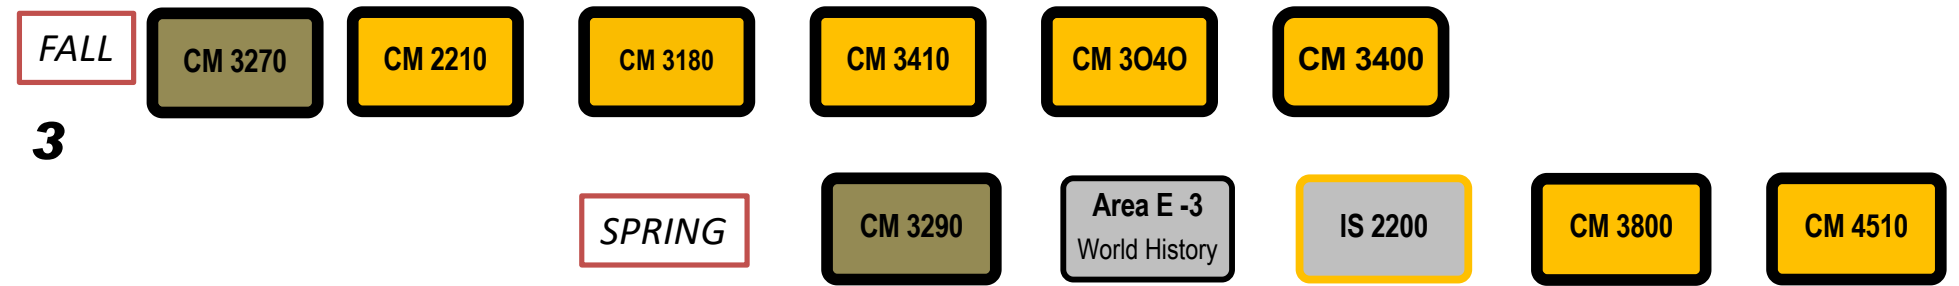 FALL
CM 3270
CM 2210
CM 3180
CM 3410
CM 3O4O
CM 3400
3
SPRING
CM 3290
Area E -3
World History
IS 2200
CM 3800
CM 4510